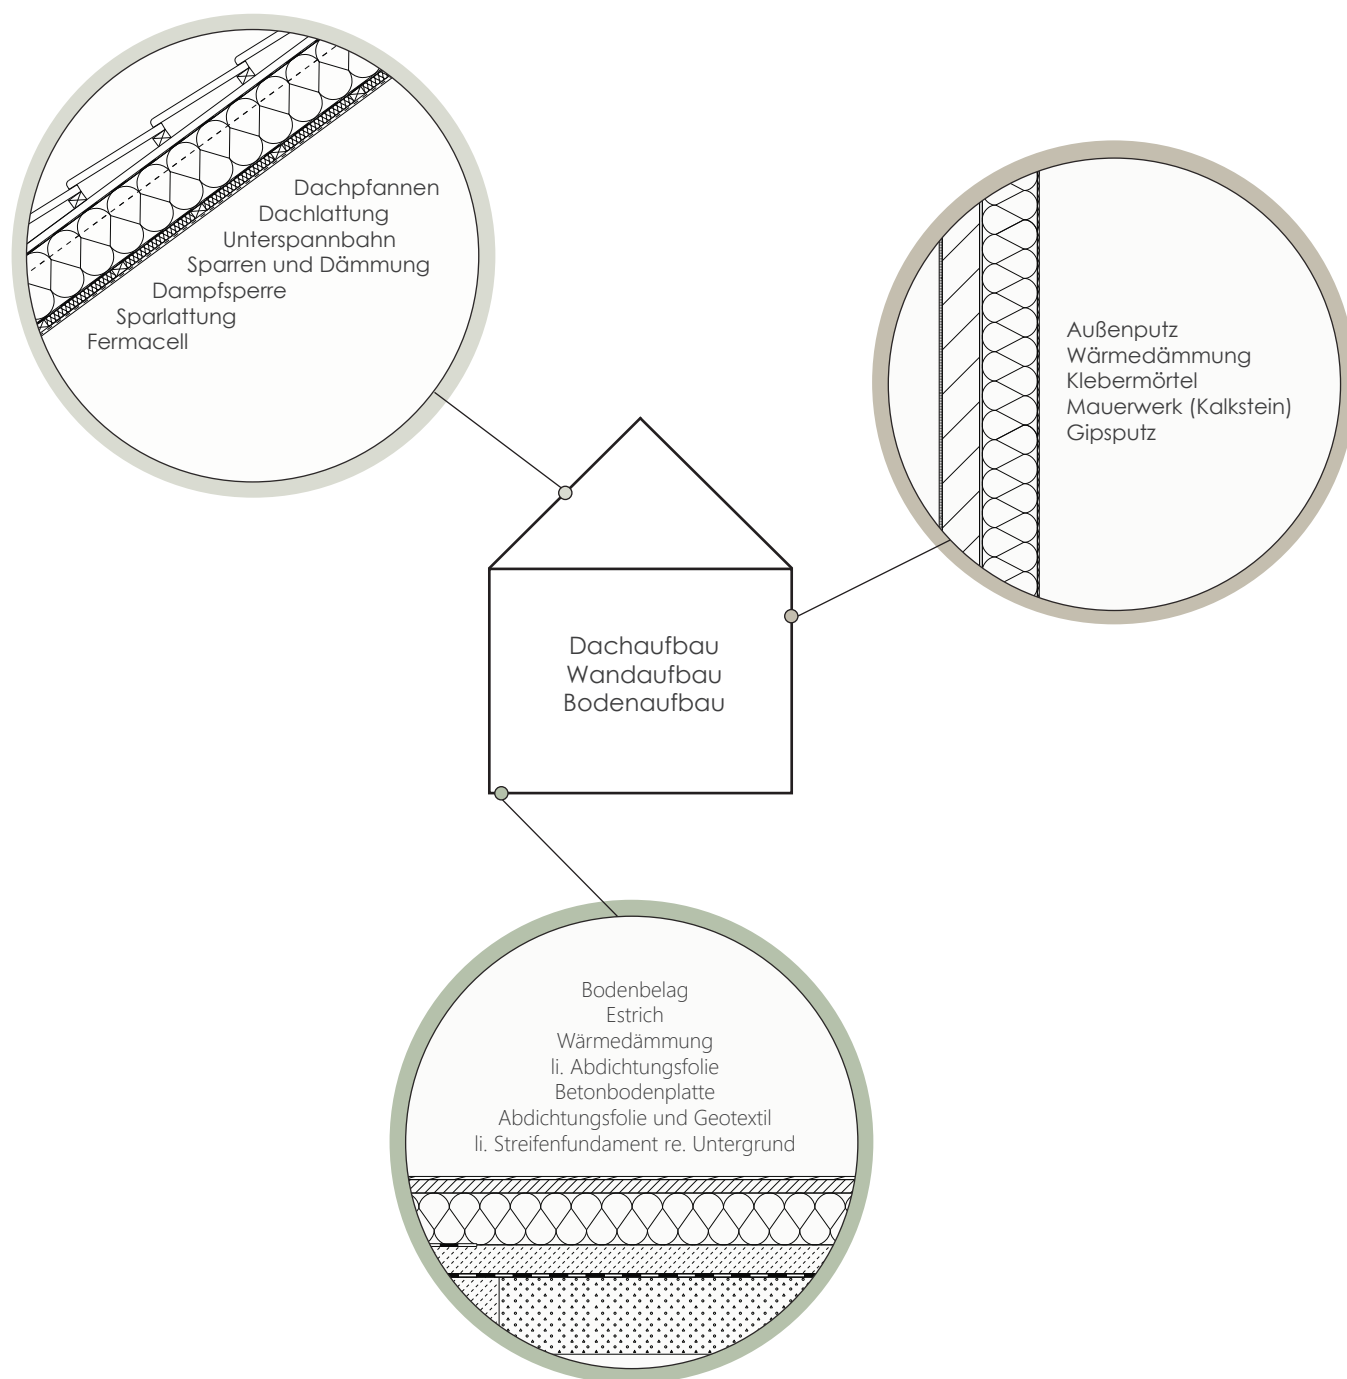 Dachpfannen
Dachlattung
Unterspannbahn
Sparren und Dämmung
Dampfsperre
Sparlattung
Fermacell
Außenputz
Wärmedämmung
Klebermörtel
Mauerwerk (Kalkstein)
Gipsputz
Dachaufbau
Wandaufbau
Bodenaufbau
Bodenbelag
Estrich
Wärmedämmung
li. Abdichtungsfolie
Betonbodenplatte
Abdichtungsfolie und Geotextil
li. Streifenfundament re. Untergrund